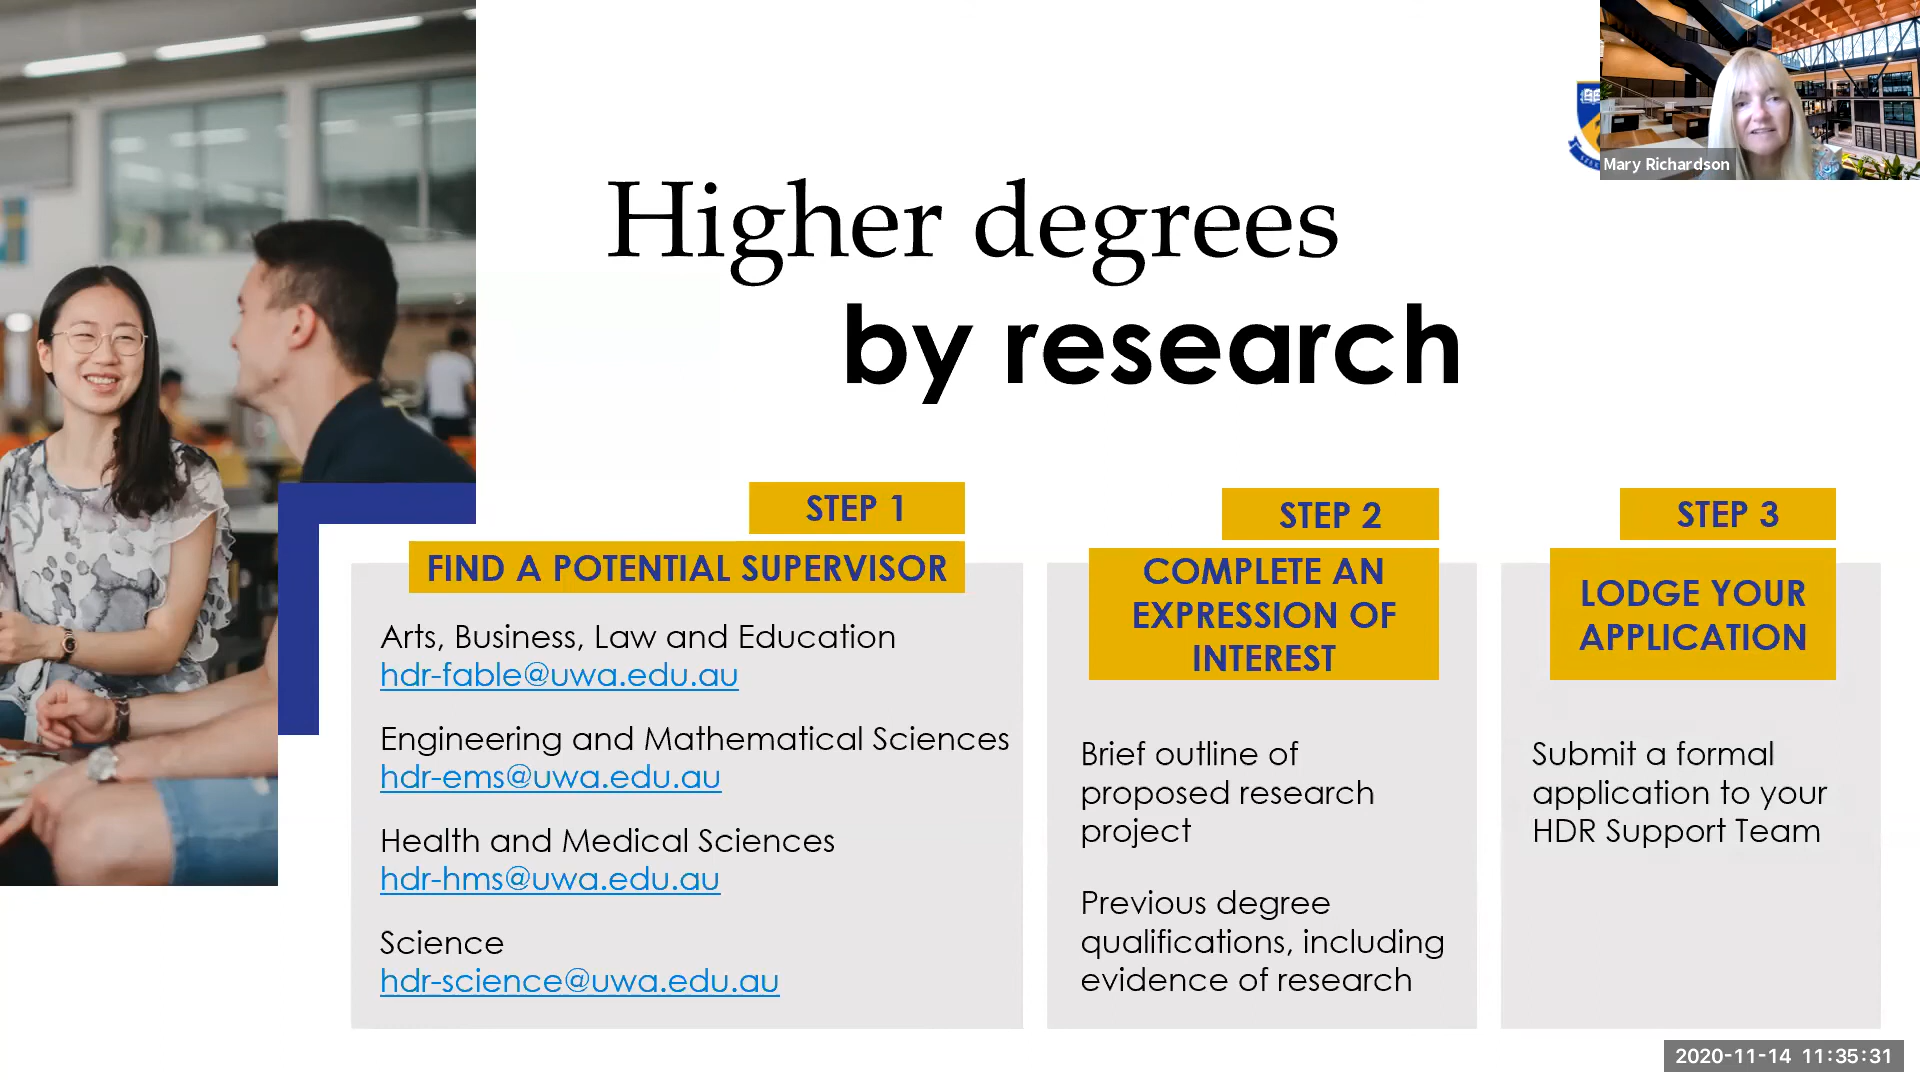 Mary Richardson
Higher degrees
by research
STEP 1
FIND A POTENTIAL SUPERVISOR
Arts, Business, Law and Education
hdr-fable@uwa.edu.au
Engineering and Mathematical Sciences
hdr-ems@uwa.edu.au
Health and Medical Sciences
hdr-hms@uwa.edu.au
Science
hdr-science@uwa.edu.au
STEP 2
COMPLETE AN
EXPRESSION OF
INTEREST
Brief outline of
proposed research
project
Previous degree
qualifications, including
evidence of research
STEP 3
LODGE YOUR
APPLICATION
Submit a formal
application to your
HDR Support Team
2020-11-14 11:35:31